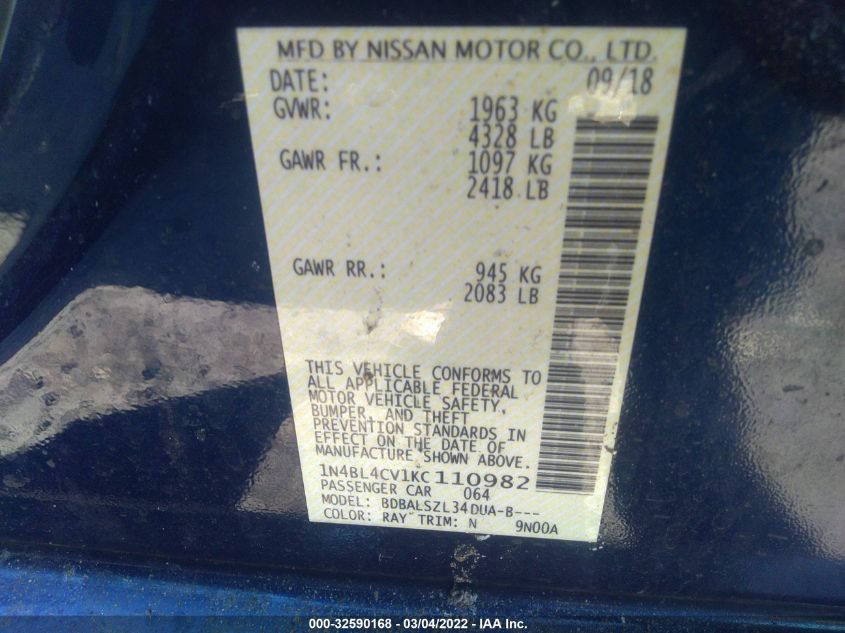 MFD BY NISSAN MOTOR CO., LTD.
DATE: 09/18
GVWR: 1963 KG
4328 LB
GAWR FR.: 1097 KG
2418 LB
GAWR RR.: 945 KG
2083 LB
THIS VEHICLE CONFORMS TO
ALL APPLICABLE FEDERAL
MOTOR VEHICLE SAFETY,
BUMPER, AND THEFT
PREVENTION STANDARDS IN
EFFECT ON THE DATE OF
MANUFACTURE SHOWN ABOVE.
1N4BL4CV1KC110982
PASSENGER CAR 064
MODEL: BDBALSZL34DUA-B---
COLOR: RAY TRIM: N 9N00A
000-32590168 - 03/04/2022 - IAA Inc.